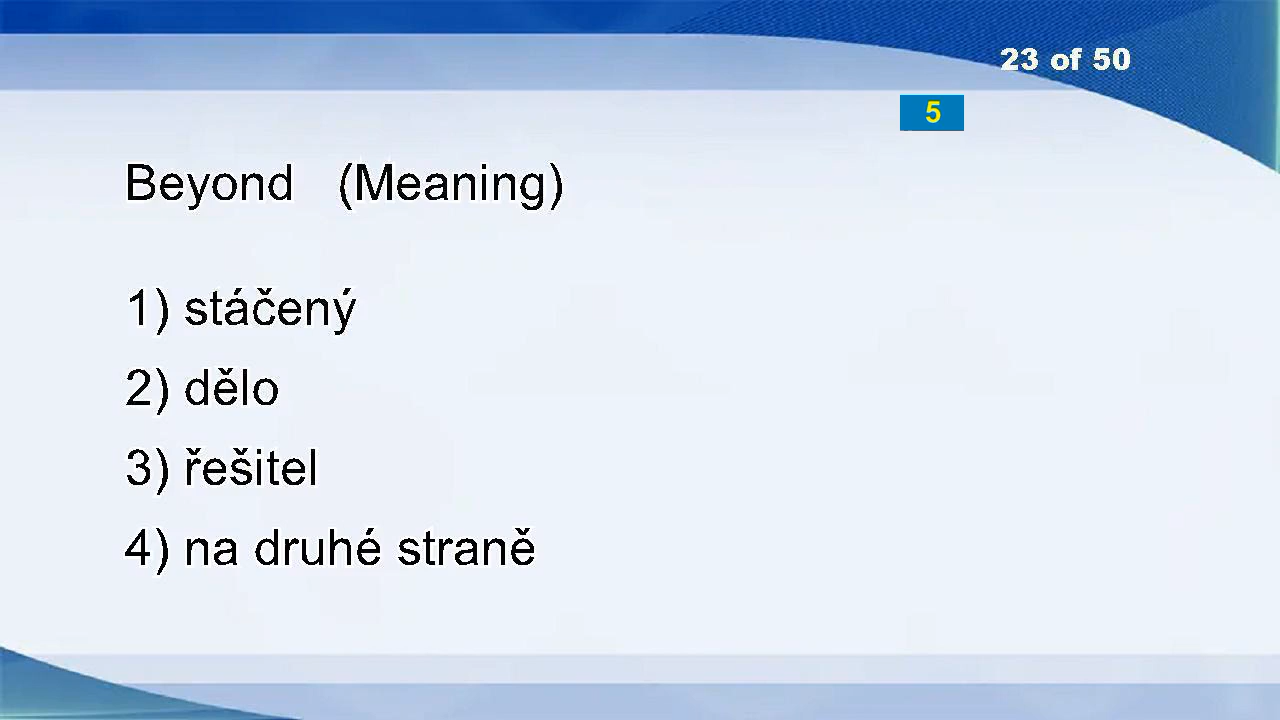 23 of 50
5
Beyond (Meaning)
1) stáčený
2) dělo
3) řešitel
4) na druhé straně